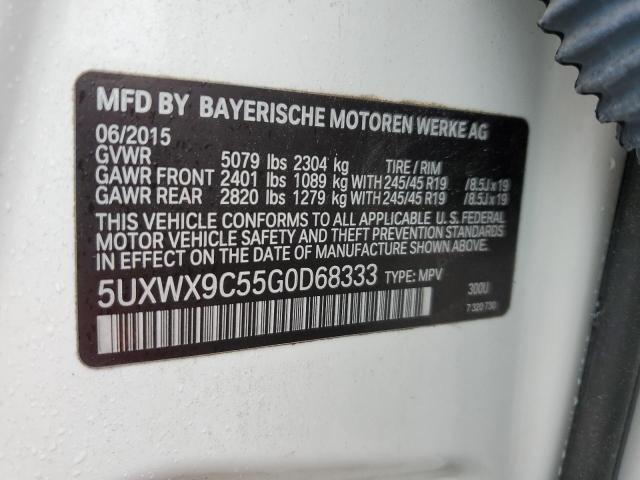 MFD BY BAYERISCHE MOTOREN WERKE AG
06/2015
GVWR 5079 lbs 2304 kg TIRE / RIM
GAWR FRONT 2401 lbs 1089 kg WITH 245/45 R19 /8.5J x 19
GAWR REAR 2820 lbs 1279 kg WITH 245/45 R19 /8.5J x 19
THIS VEHICLE CONFORMS TO ALL APPLICABLE U. S. FEDERAL
MOTOR VEHICLE SAFETY AND THEFT PREVENTION STANDARDS
IN EFFECT ON THE DATE OF MANUFACTURE SHOWN ABOVE.
5UXWX9C55G0D68333 TYPE: MPV 300U
7 320 730